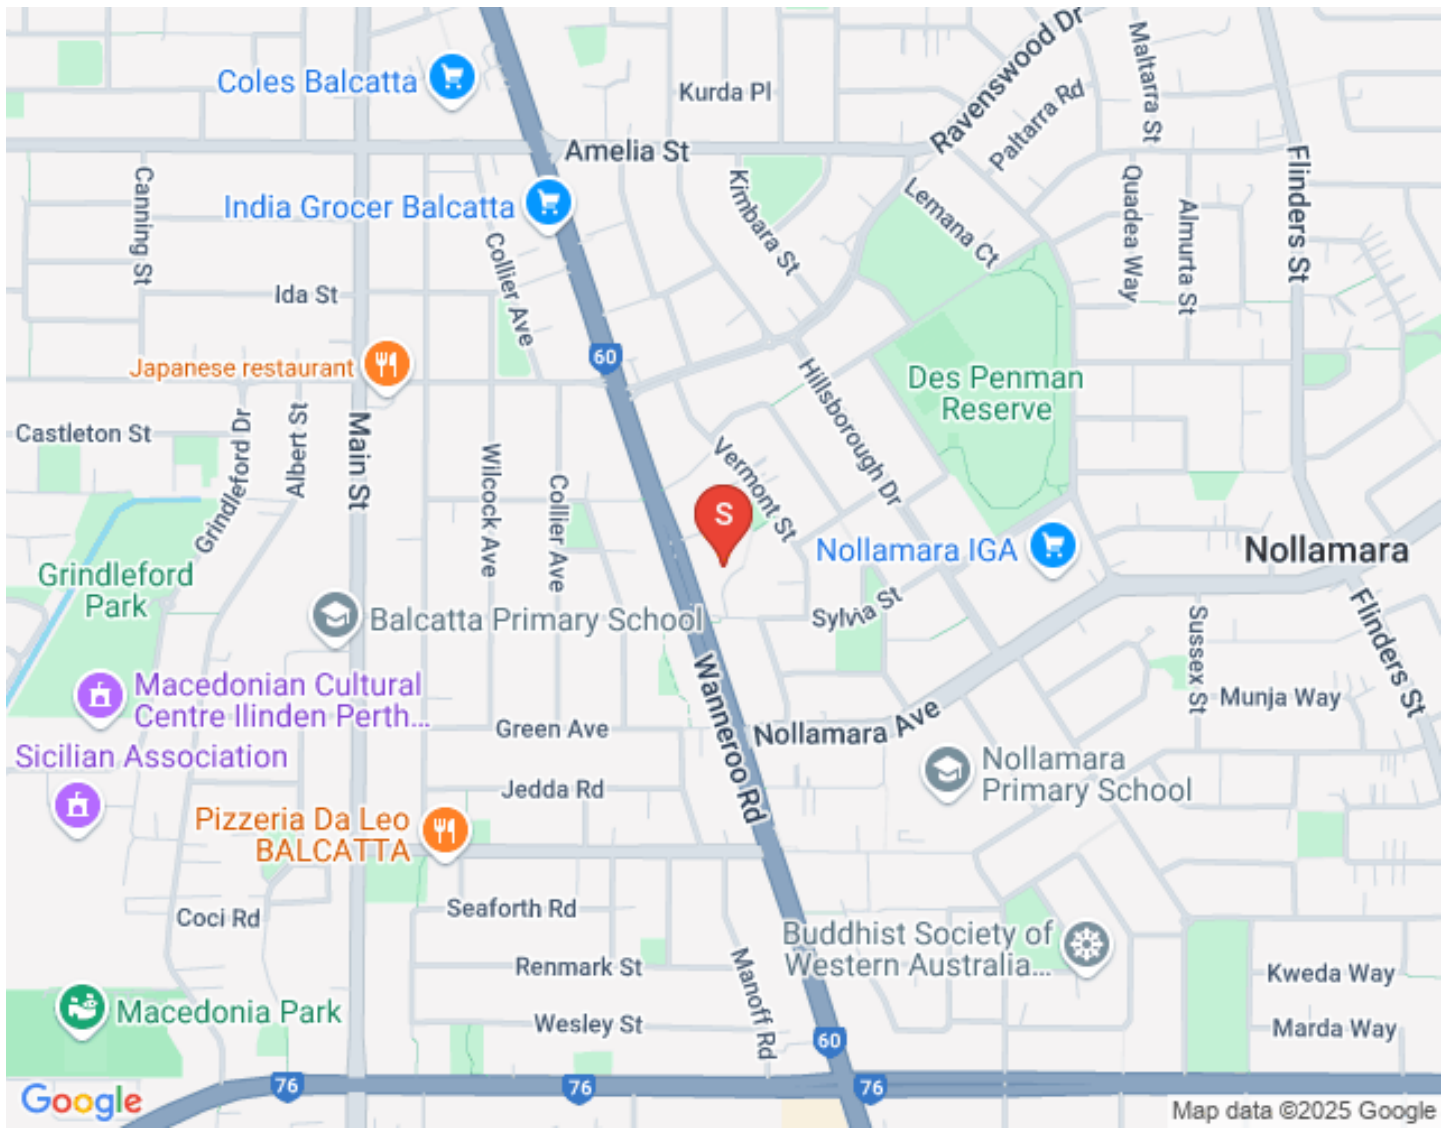 Ravenswood Dr
Maltarra St
Coles Balcatta
Kurda Pl
Paltarra Rd
Amelia St
Flinders St
Canning St
Kimbara St
Lemana Ct
Quadea Way
Almurta St
India Grocer Balcatta
Collier Ave
Ida St
60
Japanese restaurant
Hillsborough Dr
Des Penman
Reserve
Castleton St
Grindleford Dr
Albert St
Main St
Wilcock Ave
Collier Ave
Vermont St
S
Nollamara IGA
Nollamara
Grindleford
Park
Balcatta Primary School
Sylvia St
Sussex St
Flinders St
Macedonian Cultural
Centre Ilinden Perth...
Wanneroo Rd
Munja Way
Green Ave
Nollamara Ave
Sicilian Association
Nollamara
Primary School
Jedda Rd
Pizzeria Da Leo
BALCATTA
Seaforth Rd
Coci Rd
Buddhist Society of
Western Australia...
Renmark St
Manoff Rd
Kweda Way
Macedonia Park
Wesley St
Marda Way
60
76
76
76
Google
Map data ©2025 Google